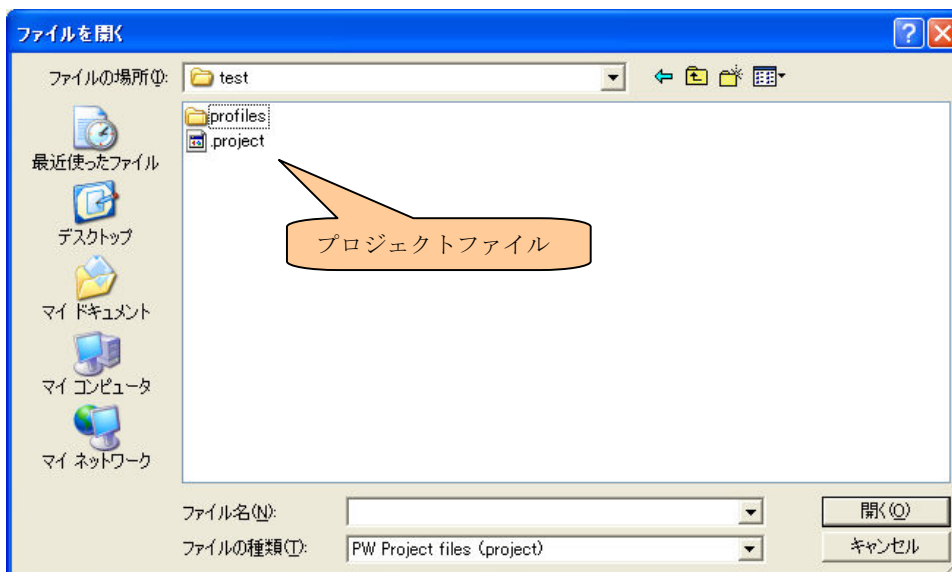 ファイルを開く
ファイルの場所(I):
test
profiles
.project
プロジェクトファイル
最近使ったファイル
デスクトップ
マイ ドキュメント
マイ コンピュータ
マイ ネットワーク
ファイル名(N):
開く(O)
ファイルの種類(T):
PW Project files (project)
キャンセル